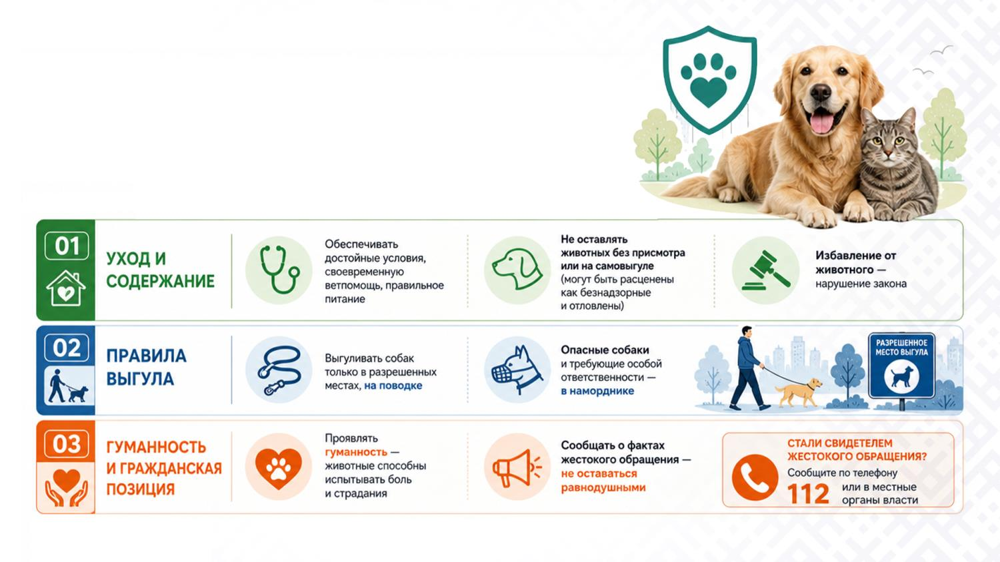 01
УХОД И
СОДЕРЖАНИЕ
Обеспечивать
достойные условия,
своевременную
ветпомощь, правильное
питание
Не оставлять
животных без присмотра
или на самовыгуле
(могут быть расценены
как безнадзорные
и отловлены)
Избавление от
животного —
нарушение закона
02
ПРАВИЛА
ВЫГУЛА
Выгуливать собак
только в разрешенных
местах, на поводке
Опасные собаки
и требующие особой
ответственности —
в наморднике
РАЗРЕШЕННОЕ
МЕСТО ВЫГУЛА
03
ГУМАННОСТЬ
И ГРАЖДАНСКАЯ
ПОЗИЦИЯ
Проявлять
гуманность —
животные способны
испытывать боль
и страдания
Сообщать о фактах
жестокого обращения —
не оставаться
равнодушными
СТАЛИ СВИДЕТЕЛЕМ
ЖЕСТОКОГО ОБРАЩЕНИЯ?
Сообщите по телефону
112 или в местные
органы власти